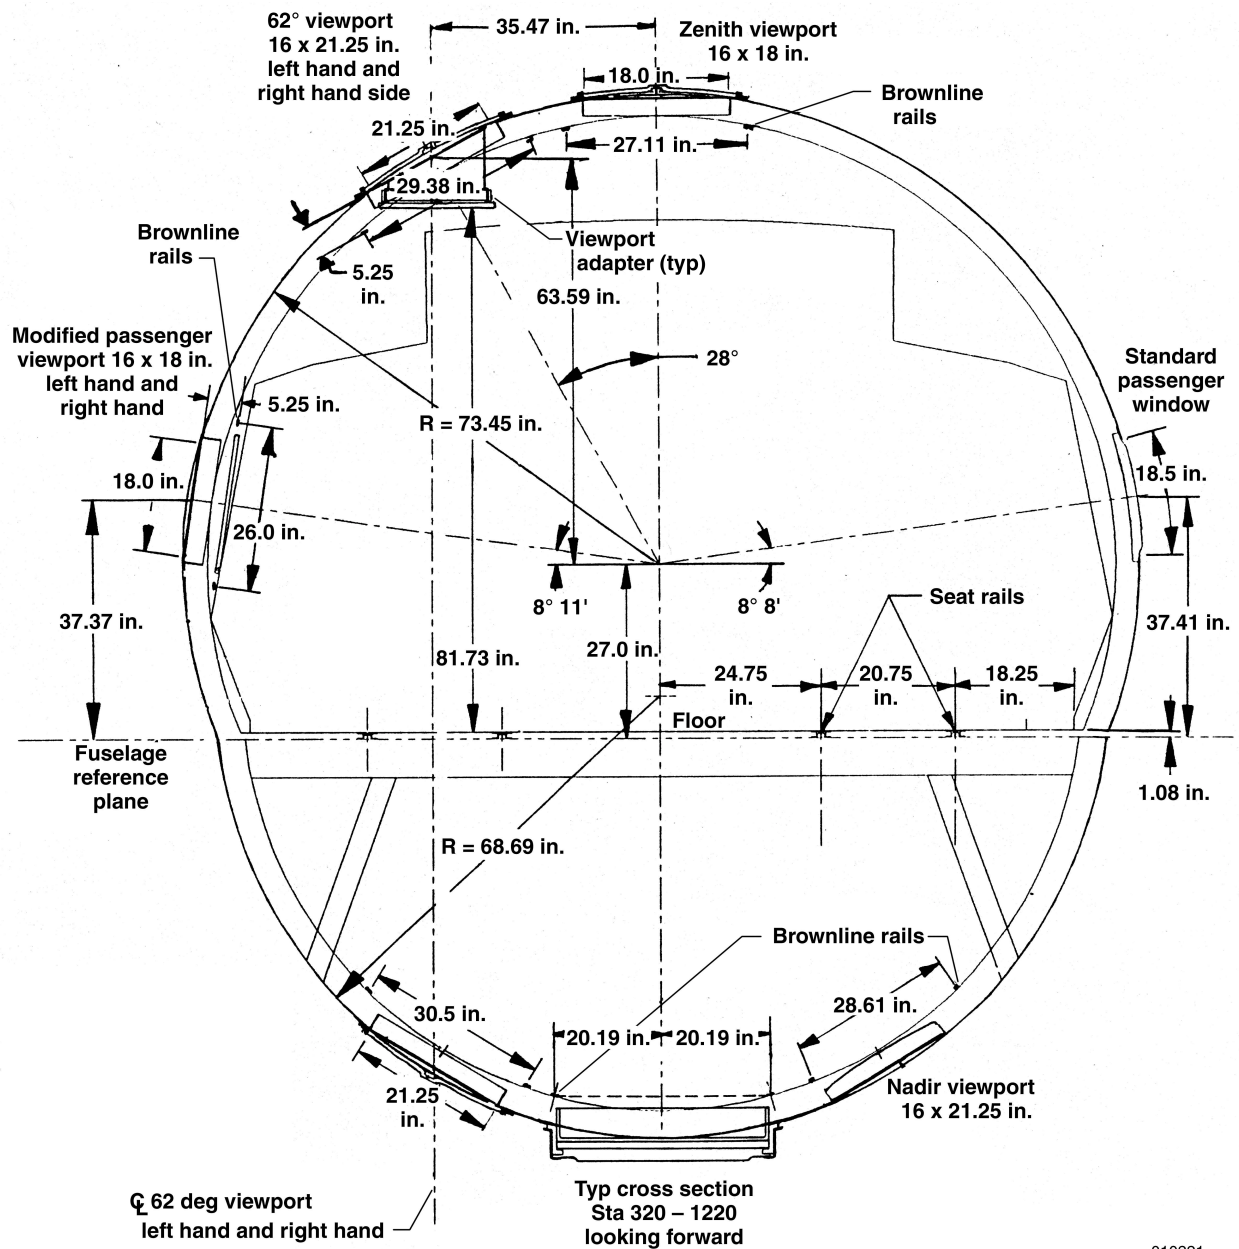 62° viewport
16 x 21.25 in.
left hand and
right hand side
35.47 in.
Zenith viewport
16 x 18 in.
18.0 in.
Brownline
rails
21.25 in.
27.11 in.
29.38 in.
Brownline
rails
Viewport
adapter (typ)
5.25
in.
63.59 in.
Modified passenger
viewport 16 x 18 in.
left hand and
right hand
28°
Standard
passenger
window
5.25 in.
R = 73.45 in.
18.0 in.
18.5 in.
26.0 in.
8° 11'
8° 8'
Seat rails
37.37 in.
37.41 in.
81.73 in.
27.0 in.
24.75
in.
20.75
in.
18.25
in.
Floor
Fuselage
reference
plane
1.08 in.
R = 68.69 in.
Brownline rails
30.5 in.
28.61 in.
20.19 in.
20.19 in.
21.25
in.
Nadir viewport
16 x 21.25 in.
℄ 62 deg viewport
left hand and right hand
Typ cross section
Sta 320 – 1220
looking forward